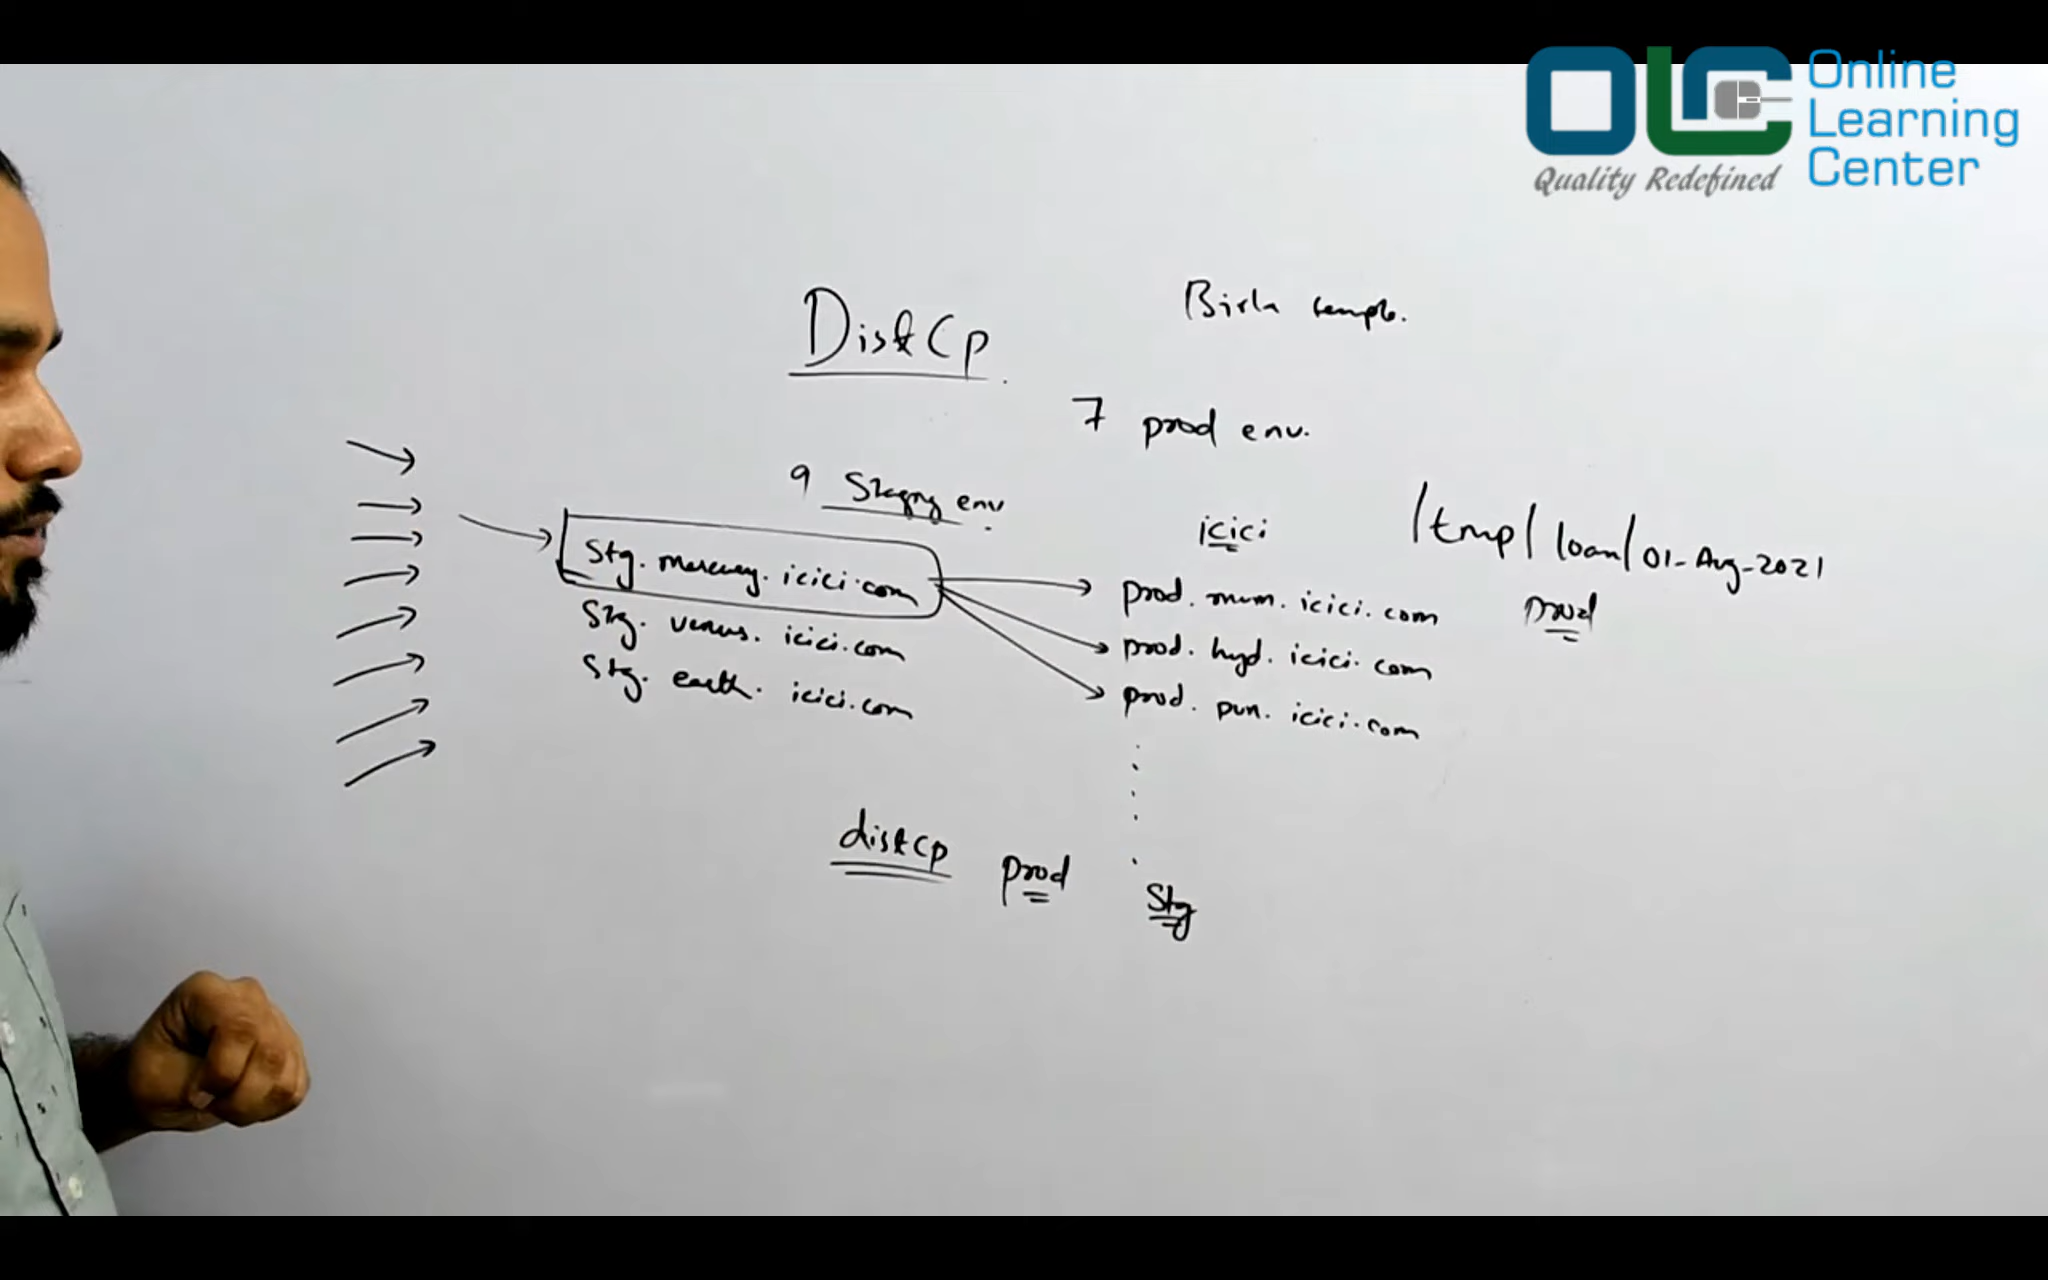 OLC Online
Learning
Center
Quality Redefined
Birla temple.
DistCp
7 prod env.
9 Staging env
icici
/tmp/loan/01-Aug-2021
prod
Stg. mercury. icici.com
Stg. venus. icici.com
Stg. earth. icici.com
prod. mum. icici. com
prod. hyd. icici. com
prod. pun. icici.com
distcp prod Stg